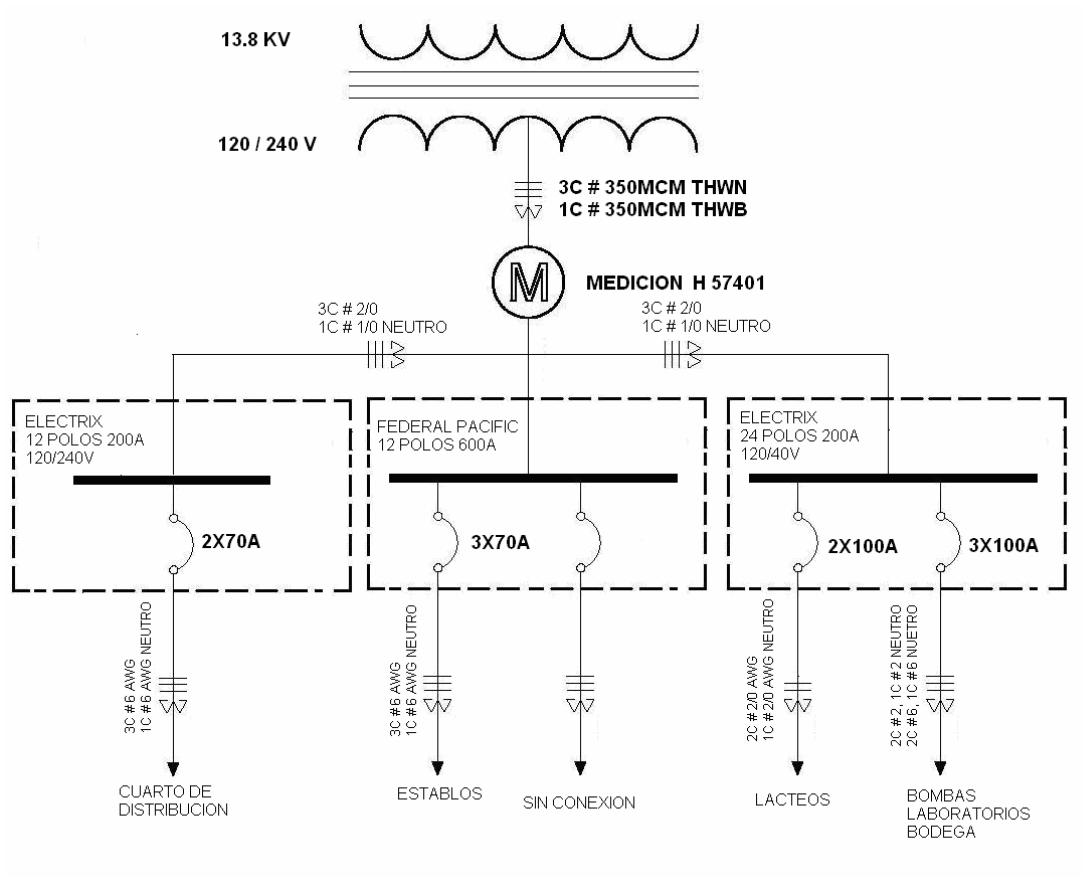 13.8 KV
120 / 240 V
3C # 350MCM THWN
1C # 350MCM THWB
M
MEDICION H 57401
3C # 2/0
1C # 1/0 NEUTRO
3C # 2/0
1C # 1/0 NEUTRO
ELECTRIX
12 POLOS 200A
120/240V
2X70A
FEDERAL PACIFIC
12 POLOS 600A
3X70A
ELECTRIX
24 POLOS 200A
120/40V
2X100A
3X100A
3C #6 AWG
1C #6 AWG NEUTRO
3C #6 AWG
1C #6 AWG NEUTRO
2C # 2/0 AWG
1C # 2/0 AWG NEUTRO
2C # 2, 1C # 2 NEUTRO
2C # 6, 1C # 6 NUETRO
CUARTO DE
DISTRIBUCION
ESTABLOS
SIN CONEXION
LACTEOS
BOMBAS
LABORATORIOS
BODEGA